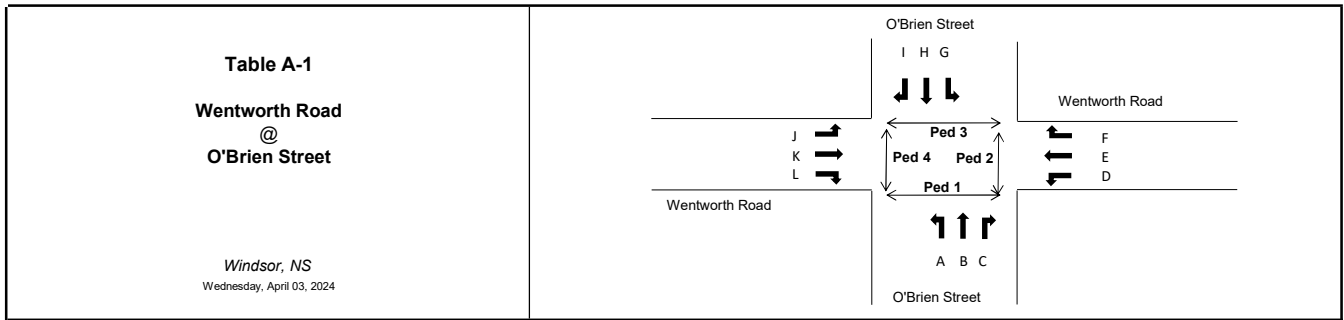 Table A-1
Wentworth Road
@
O'Brien Street
Windsor, NS
Wednesday, April 03, 2024
O'Brien Street
I H G
Wentworth Road
J
K
L
Ped 3
Ped 4 Ped 2
Ped 1
F
E
D
Wentworth Road
A B C
O'Brien Street